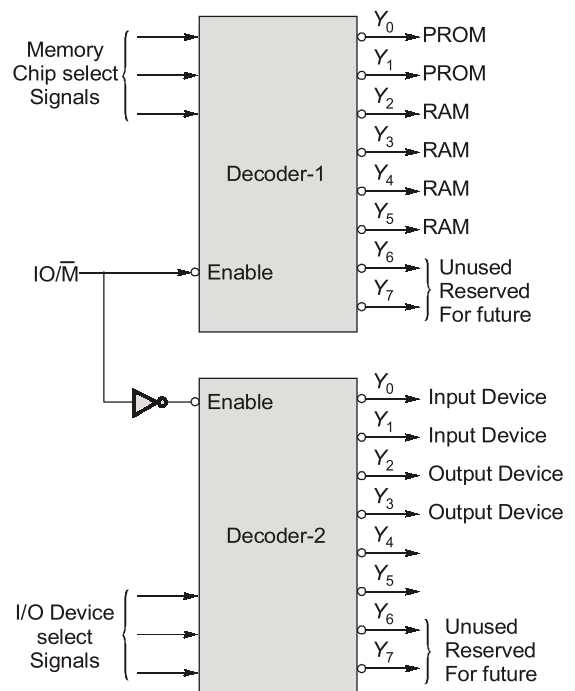 Memory
Chip select
Signals
Decoder-1
IO/M̅
Enable
Y₀ PROM
Y₁ PROM
Y₂ RAM
Y₃ RAM
Y₄ RAM
Y₅ RAM
Y₆
Y₇
Unused
Reserved
For future
Enable
Decoder-2
I/O Device
select
Signals
Y₀ Input Device
Y₁ Input Device
Y₂ Output Device
Y₃ Output Device
Y₄
Y₅
Y₆
Y₇
Unused
Reserved
For future